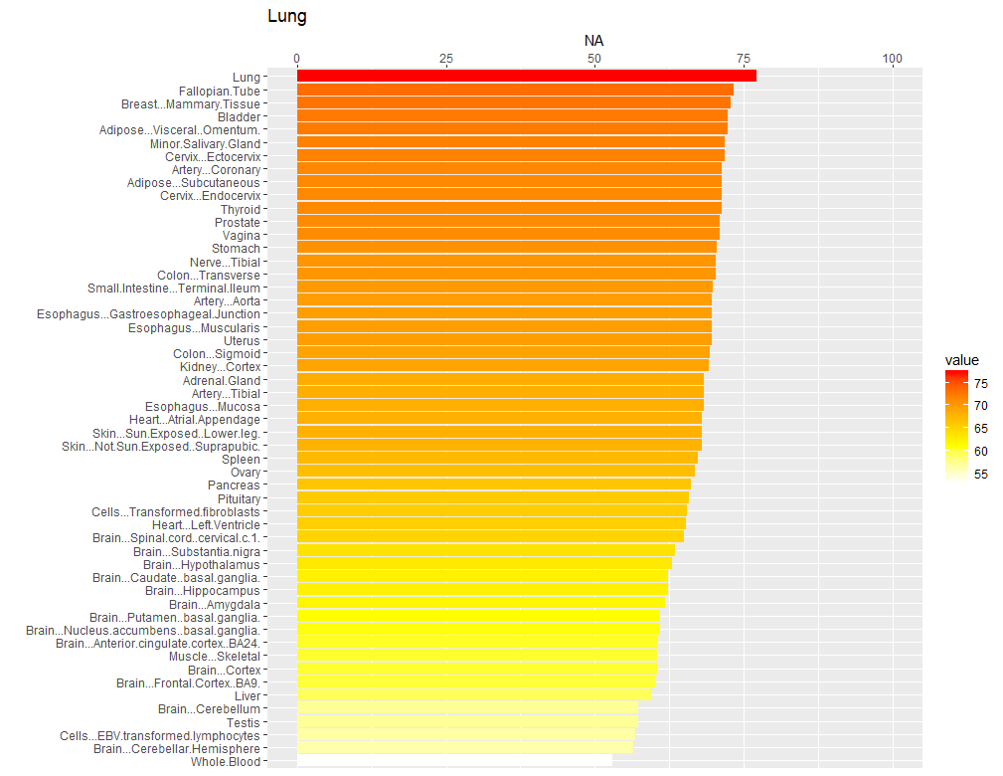 Lung
NA
0 25 50 75 100
Lung
Fallopian.Tube
Breast...Mammary.Tissue
Bladder
Adipose...Visceral..Omentum.
Minor.Salivary.Gland
Cervix...Ectocervix
Artery...Coronary
Adipose...Subcutaneous
Cervix...Endocervix
Thyroid
Prostate
Vagina
Stomach
Nerve...Tibial
Colon...Transverse
Small.Intestine...Terminal.Ileum
Artery...Aorta
Esophagus...Gastroesophageal.Junction
Esophagus...Muscularis
Uterus
Colon...Sigmoid
Kidney...Cortex
Adrenal.Gland
Artery...Tibial
Esophagus...Mucosa
Heart...Atrial.Appendage
Skin...Sun.Exposed..Lower.leg.
Skin...Not.Sun.Exposed..Suprapubic.
Spleen
Ovary
Pancreas
Pituitary
Cells...Transformed.fibroblasts
Heart...Left.Ventricle
Brain...Spinal.cord..cervical.c.1.
Brain...Substantia.nigra
Brain...Hypothalamus
Brain...Caudate..basal.ganglia.
Brain...Hippocampus
Brain...Amygdala
Brain...Putamen..basal.ganglia.
Brain...Nucleus.accumbens..basal.ganglia.
Brain...Anterior.cingulate.cortex..BA24.
Muscle...Skeletal
Brain...Cortex
Brain...Frontal.Cortex..BA9.
Liver
Brain...Cerebellum
Testis
Cells...EBV.transformed.lymphocytes
Brain...Cerebellar.Hemisphere
Whole.Blood
value
75
70
65
60
55